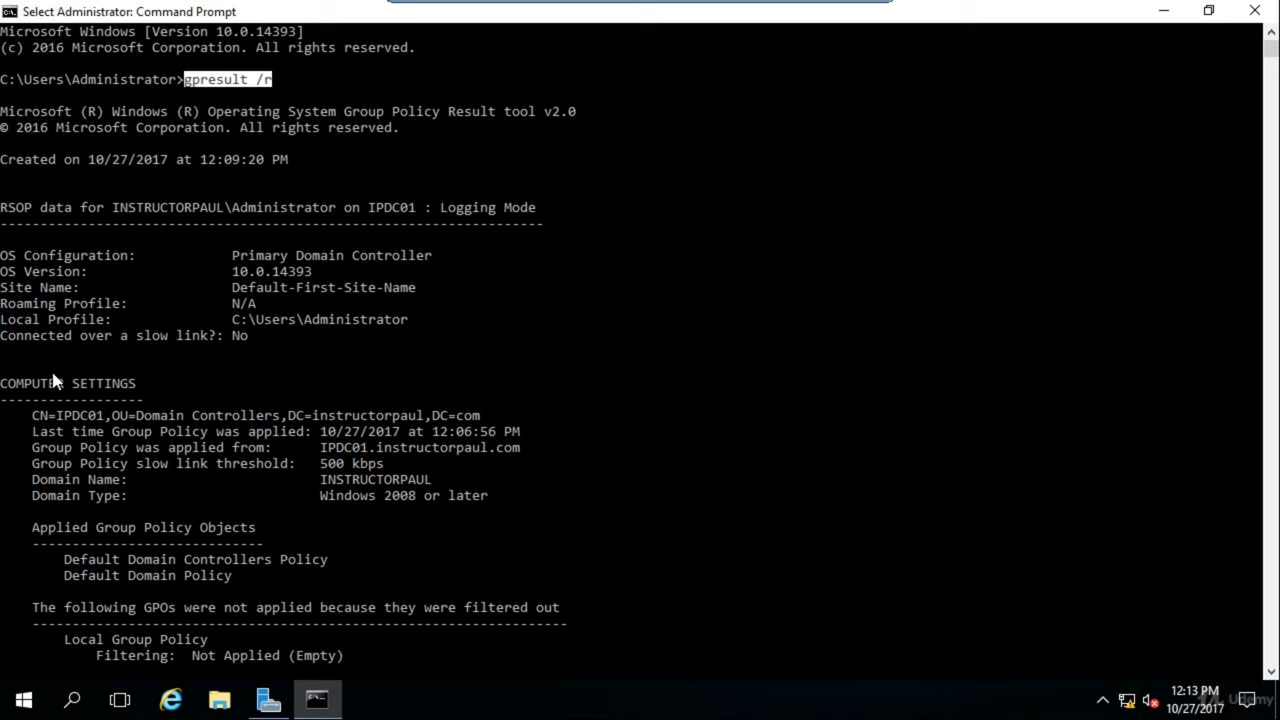 Select Administrator: Command Prompt
Microsoft Windows [Version 10.0.14393]
(c) 2016 Microsoft Corporation. All rights reserved.
C:\Users\Administrator>gpresult /r
Microsoft (R) Windows (R) Operating System Group Policy Result tool v2.0
© 2016 Microsoft Corporation. All rights reserved.
Created on 10/27/2017 at 12:09:20 PM
RSOP data for INSTRUCTORPAUL\Administrator on IPDC01 : Logging Mode
--------------------------------------------------------------------
OS Configuration: Primary Domain Controller
OS Version: 10.0.14393
Site Name: Default-First-Site-Name
Roaming Profile: N/A
Local Profile: C:\Users\Administrator
Connected over a slow link?: No
COMPUTER SETTINGS
------------------
CN=IPDC01,OU=Domain Controllers,DC=instructorpaul,DC=com
Last time Group Policy was applied: 10/27/2017 at 12:06:56 PM
Group Policy was applied from: IPDC01.instructorpaul.com
Group Policy slow link threshold: 500 kbps
Domain Name: INSTRUCTORPAUL
Domain Type: Windows 2008 or later
Applied Group Policy Objects
-----------------------------
Default Domain Controllers Policy
Default Domain Policy
The following GPOs were not applied because they were filtered out
-------------------------------------------------------------------
Local Group Policy
Filtering: Not Applied (Empty)
12:13 PM
10/27/2017
Udemy